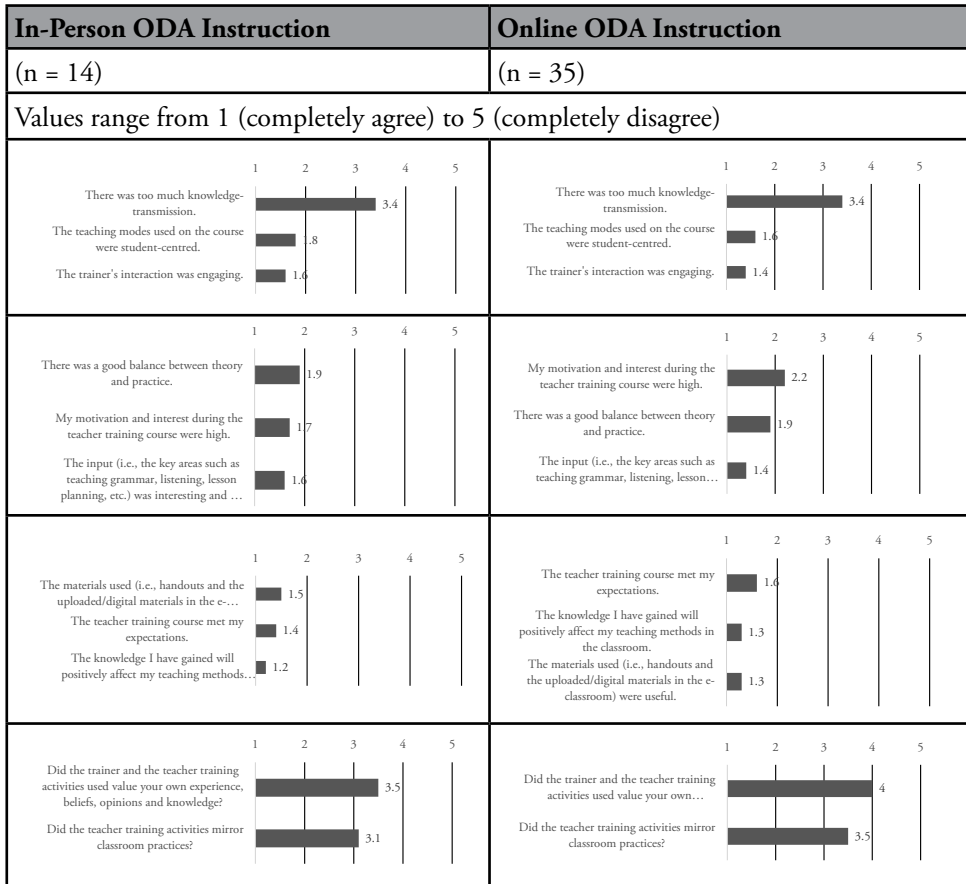 In-Person ODA Instruction
Online ODA Instruction
(n = 14)
(n = 35)
Values range from 1 (completely agree) to 5 (completely disagree)
1 2 3 4 5
There was too much knowledge-
transmission.
3.4
The teaching modes used on the course
were student-centred.
1.8
The trainer's interaction was engaging.
1.6
1 2 3 4 5
There was too much knowledge-
transmission.
3.4
The teaching modes used on the course
were student-centred.
1.6
The trainer's interaction was engaging.
1.4
1 2 3 4 5
There was a good balance between theory
and practice.
1.9
My motivation and interest during the
teacher training course were high.
1.7
The input (i.e., the key areas such as
teaching grammar, listening, lesson
planning, etc.) was interesting and …
1.6
1 2 3 4 5
My motivation and interest during the
teacher training course were high.
2.2
There was a good balance between theory
and practice.
1.9
The input (i.e., the key areas such as
teaching grammar, listening, lesson…
1.4
1 2 3 4 5
The materials used (i.e., handouts and the
uploaded/digital materials in the e-…
1.5
The teacher training course met my
expectations.
1.4
The knowledge I have gained will
positively affect my teaching methods…
1.2
1 2 3 4 5
The teacher training course met my
expectations.
1.6
The knowledge I have gained will
positively affect my teaching methods in
the classroom.
1.3
The materials used (i.e., handouts and
the uploaded/digital materials in the e-
classroom) were useful.
1.3
1 2 3 4 5
Did the trainer and the teacher training
activities used value your own experience,
beliefs, opinions and knowledge?
3.5
Did the teacher training activities mirror
classroom practices?
3.1
1 2 3 4 5
Did the trainer and the teacher training
activities used value your own…
4
Did the teacher training activities mirror
classroom practices?
3.5